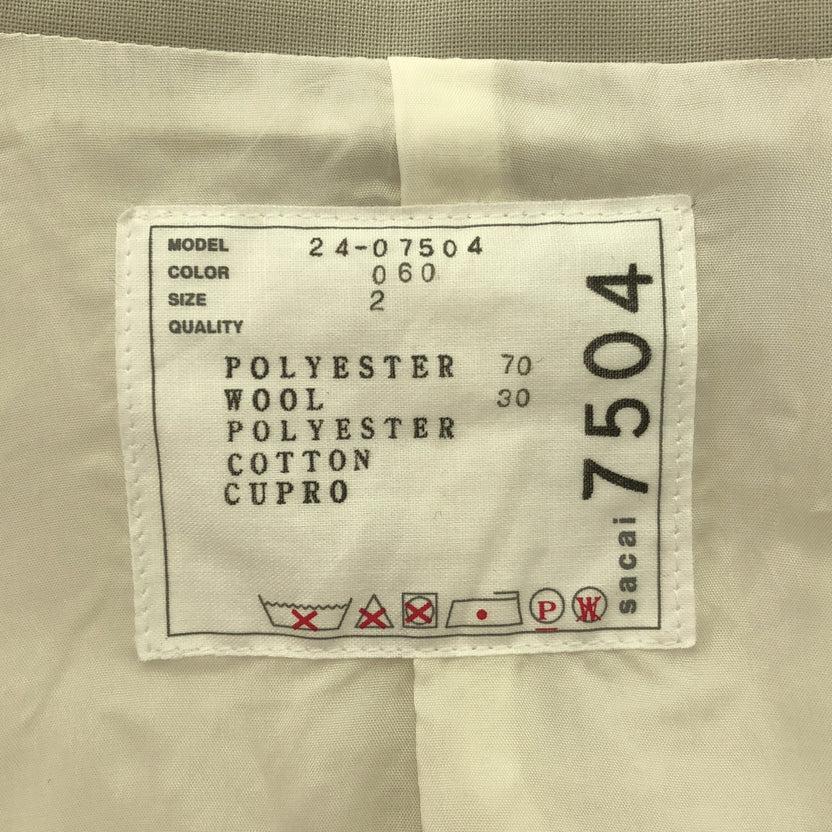 MODEL 24-07504
COLOR 060
SIZE 2
QUALITY
POLYESTER 70
WOOL 30
POLYESTER
COTTON
CUPRO
P W
sacai 7504